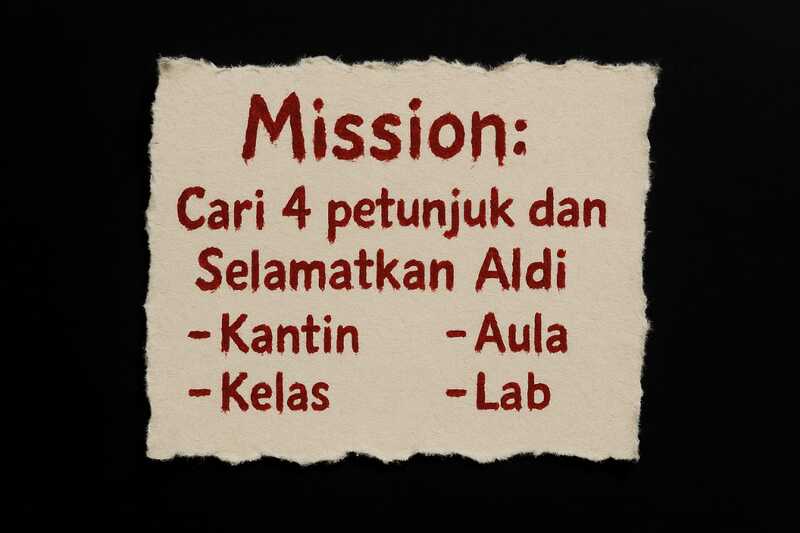 Mission:
Cari 4 petunjuk dan
Selamatkan Aldi
-Kantin -Aula
-Kelas -Lab